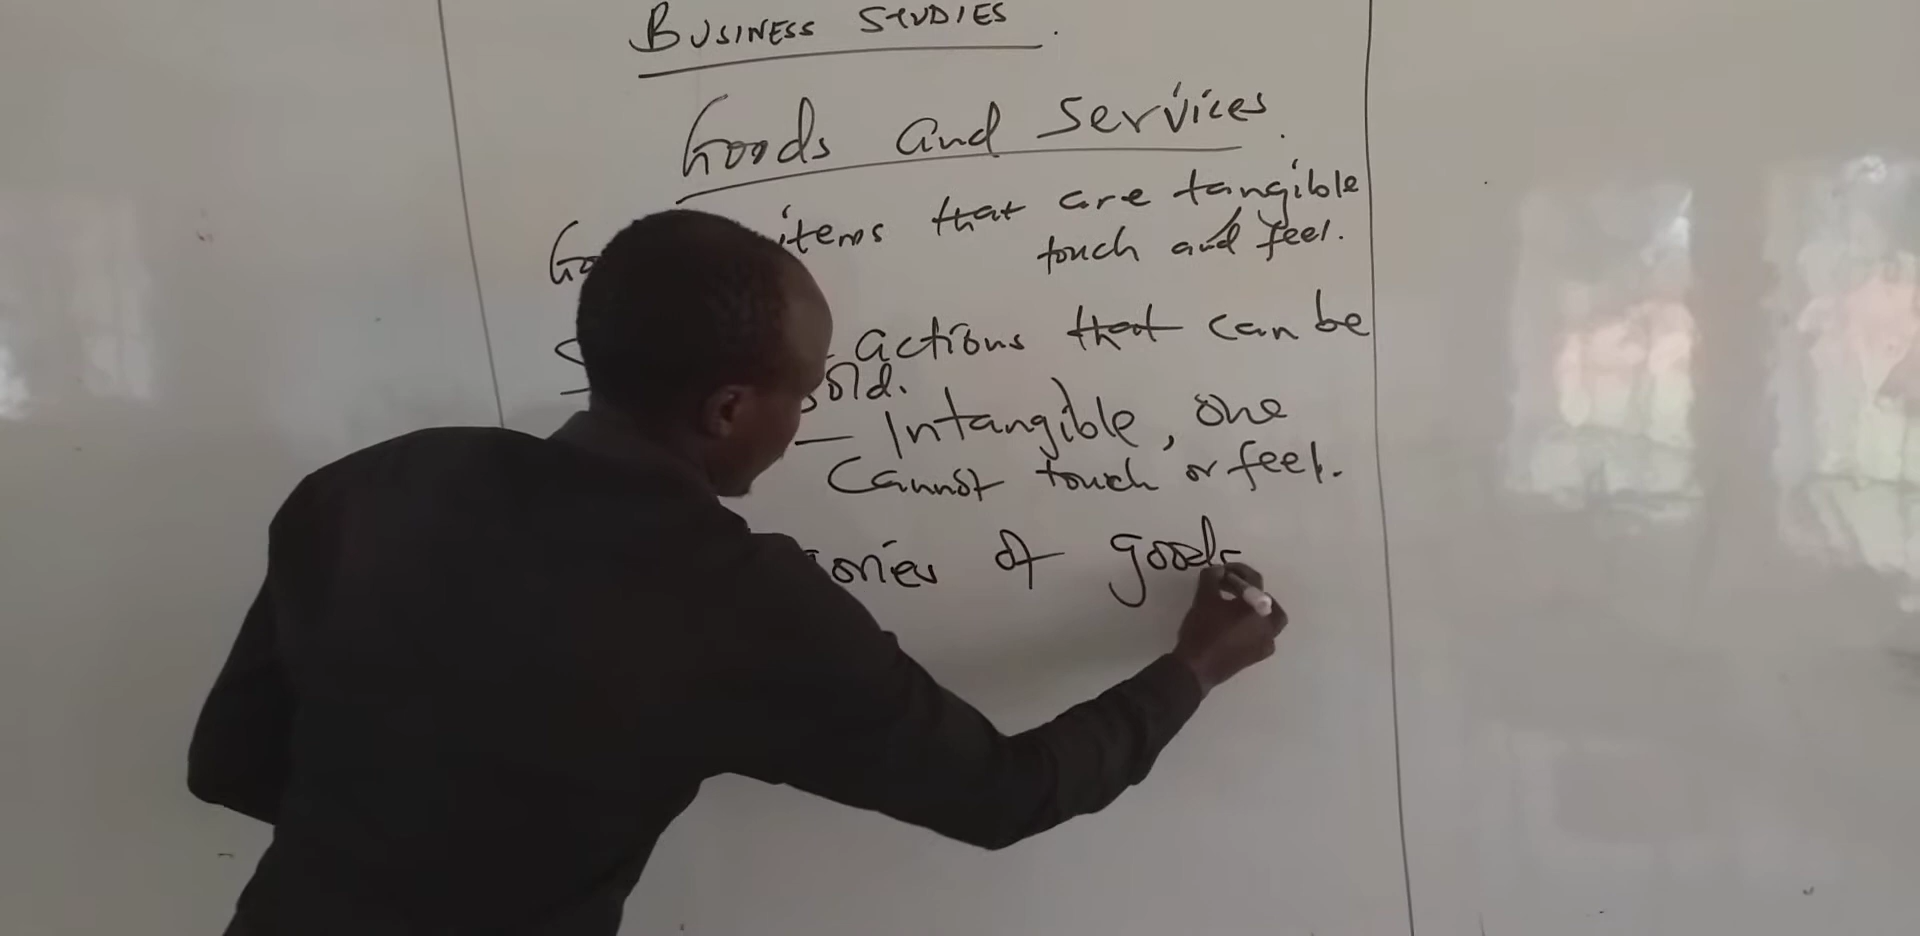 BUSINESS STUDIES.
Goods and Services.
items that are tangible
touch and feel.
- actions that can be
sold.
- Intangible, one
Cannot touch or feel.
of goods